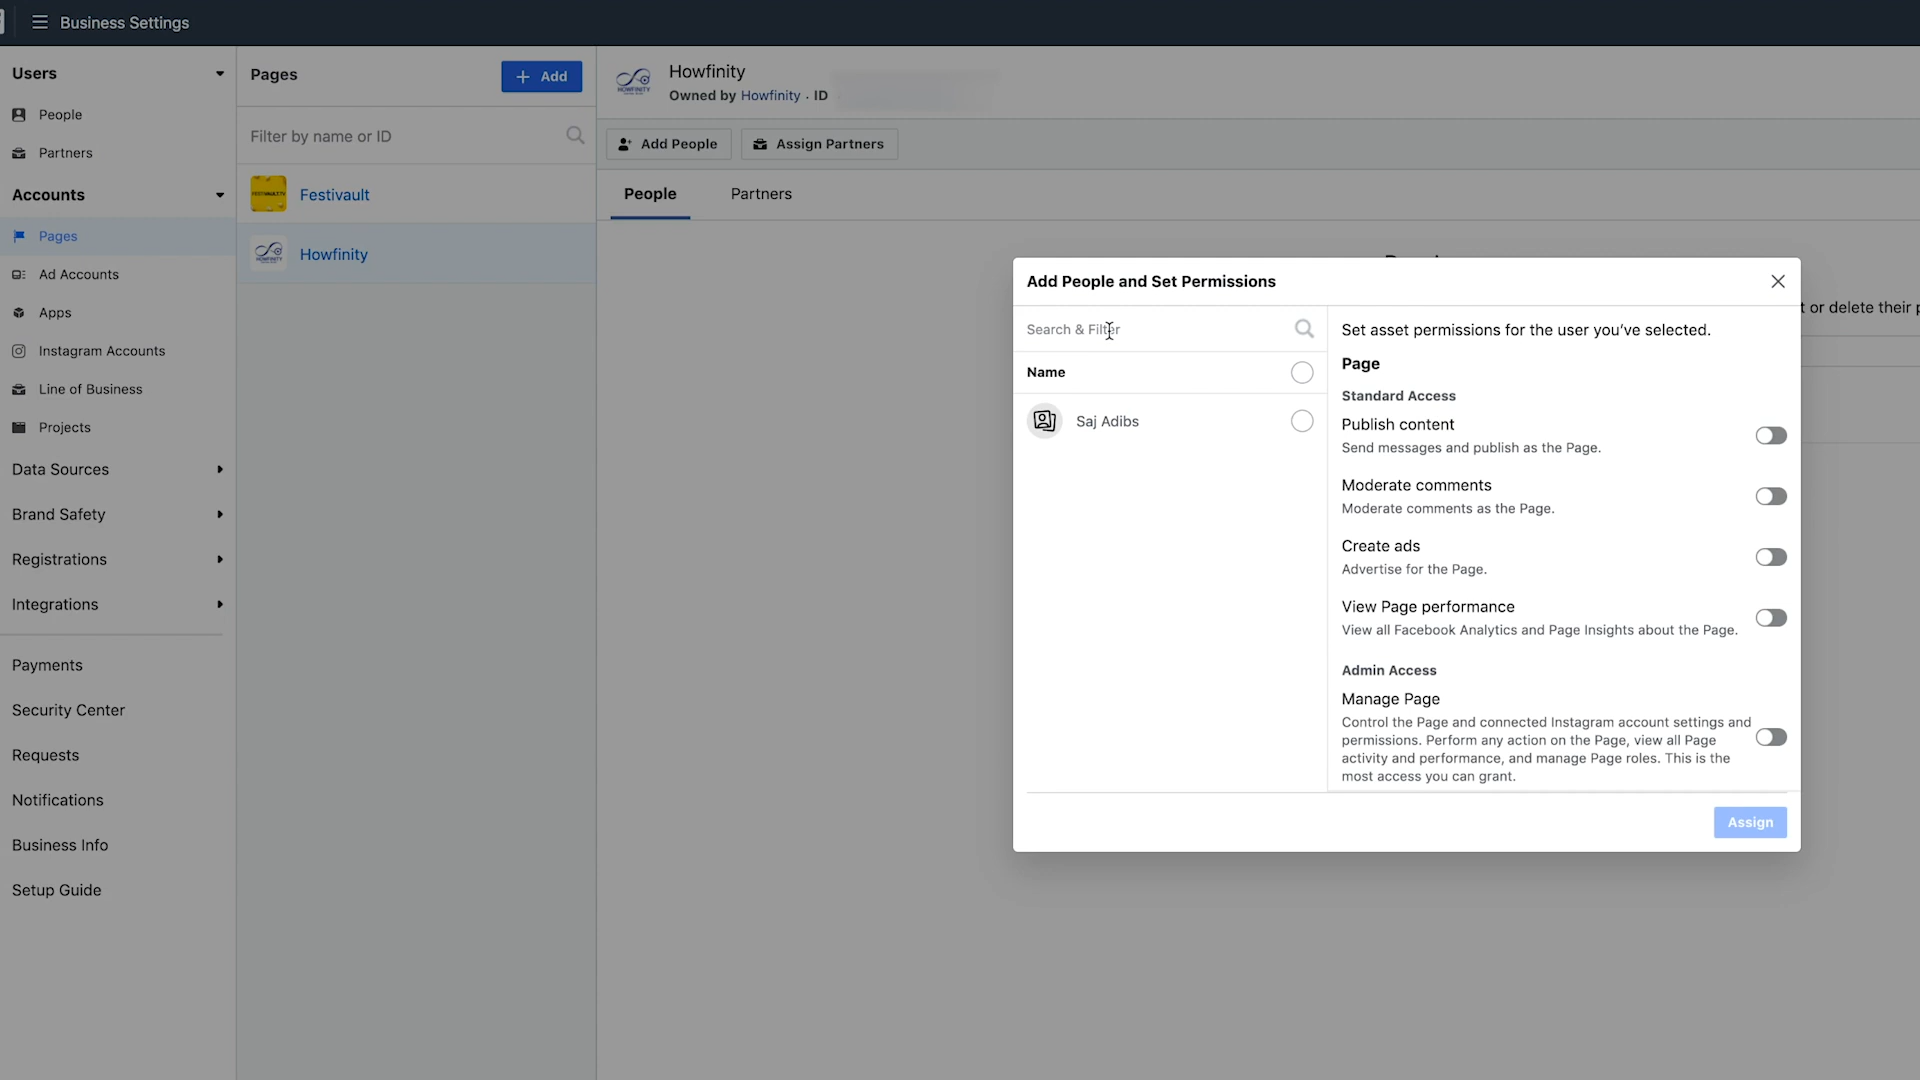 Business Settings
Users
People
Partners
Accounts
Pages
Ad Accounts
Apps
Instagram Accounts
Line of Business
Projects
Data Sources
Brand Safety
Registrations
Integrations
Payments
Security Center
Requests
Notifications
Business Info
Setup Guide
Pages
+ Add
Filter by name or ID
Festivault
Howfinity
Howfinity
Owned by Howfinity · ID
Add People
Assign Partners
People
Partners
t or delete their p
Add People and Set Permissions
Search & Filter
Name
Saj Adibs
Set asset permissions for the user you've selected.
Page
Standard Access
Publish content
Send messages and publish as the Page.
Moderate comments
Moderate comments as the Page.
Create ads
Advertise for the Page.
View Page performance
View all Facebook Analytics and Page Insights about the Page.
Admin Access
Manage Page
Control the Page and connected Instagram account settings and
permissions. Perform any action on the Page, view all Page
activity and performance, and manage Page roles. This is the
most access you can grant.
Assign